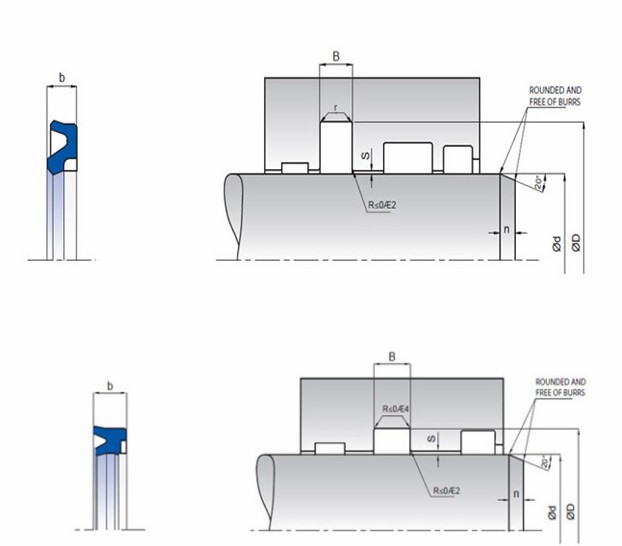 B
b
ROUNDED AND
FREE OF BURRS
r
S
20°
R≤0Æ2
n
Ød
ØD
B
b
ROUNDED AND
FREE OF BURRS
R≤0Æ4
S
20°
R≤0Æ2
n
Ød
ØD